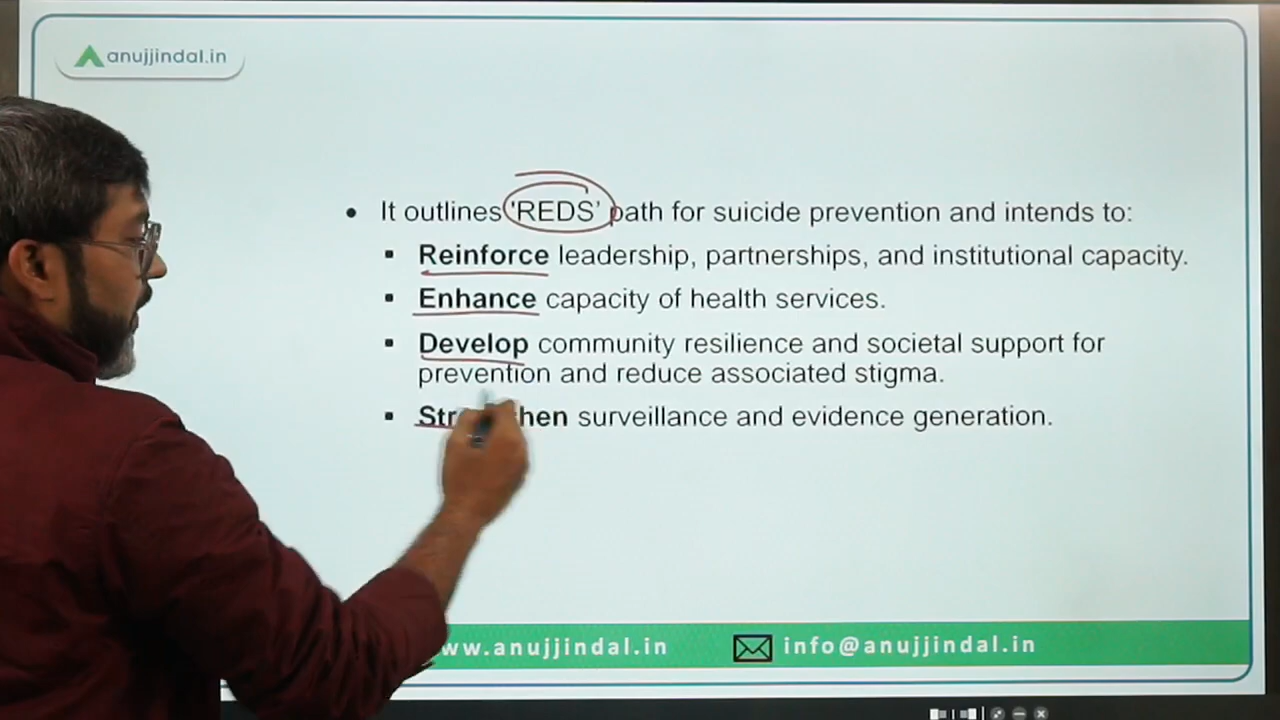 anujjindal.in
• It outlines 'REDS' path for suicide prevention and intends to:
▪ Reinforce leadership, partnerships, and institutional capacity.
▪ Enhance capacity of health services.
▪ Develop community resilience and societal support for
prevention and reduce associated stigma.
▪ surveillance and evidence generation.
ww.anujjindal.in
info@anujjindal.in